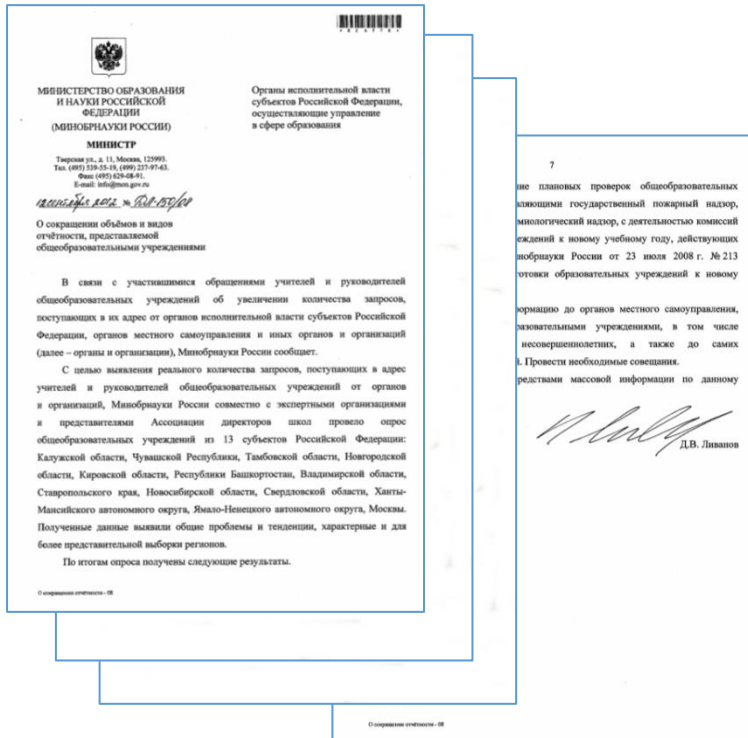 МИНИСТЕРСТВО ОБРАЗОВАНИЯ
И НАУКИ РОССИЙСКОЙ
ФЕДЕРАЦИИ
(МИНОБРНАУКИ РОССИИ)
МИНИСТР
Тверская ул., д. 11, Москва, 125993.
Тел. (495) 539-55-19, (499) 237-97-63.
Факс (495) 629-08-91.
E-mail: info@mon.gov.ru
12 сентября 2012 № ДЛ-150/08
О сокращении объёмов и видов
отчётности, представляемой
общеобразовательными учреждениями
Органы исполнительной власти
субъектов Российской Федерации,
осуществляющие управление
в сфере образования
В связи с участившимися обращениями учителей и руководителей
общеобразовательных учреждений об увеличении количества запросов,
поступающих в их адрес от органов исполнительной власти субъектов Российской
Федерации, органов местного самоуправления и иных органов и организаций
(далее – органы и организации), Минобрнауки России сообщает.
С целью выявления реального количества запросов, поступающих в адрес
учителей и руководителей общеобразовательных учреждений от органов
и организаций, Минобрнауки России совместно с экспертными организациями
и представителями Ассоциации директоров школ провело опрос
общеобразовательных учреждений из 13 субъектов Российской Федерации:
Калужской области, Чувашской Республики, Тамбовской области, Новгородской
области, Кировской области, Республики Башкортостан, Владимирской области,
Ставропольского края, Новосибирской области, Свердловской области, Ханты-
Мансийского автономного округа, Ямало-Ненецкого автономного округа, Москвы.
Полученные данные выявили общие проблемы и тенденции, характерные и для
более представительной выборки регионов.
По итогам опроса получены следующие результаты.
О сокращении отчётности - 08
7
ие плановых проверок общеобразовательных
вляющими государственный пожарный надзор,
миологический надзор, с деятельностью комиссий
еждений к новому учебному году, действующих
нобрнауки России от 23 июля 2008 г. № 213
отовки образовательных учреждений к новому
ормацию до органов местного самоуправления,
разовательными учреждениями, в том числе
несовершеннолетних, а также до самих
й. Провести необходимые совещания.
редствами массовой информации по данному
Д.В. Ливанов
О сокращении отчётности - 08